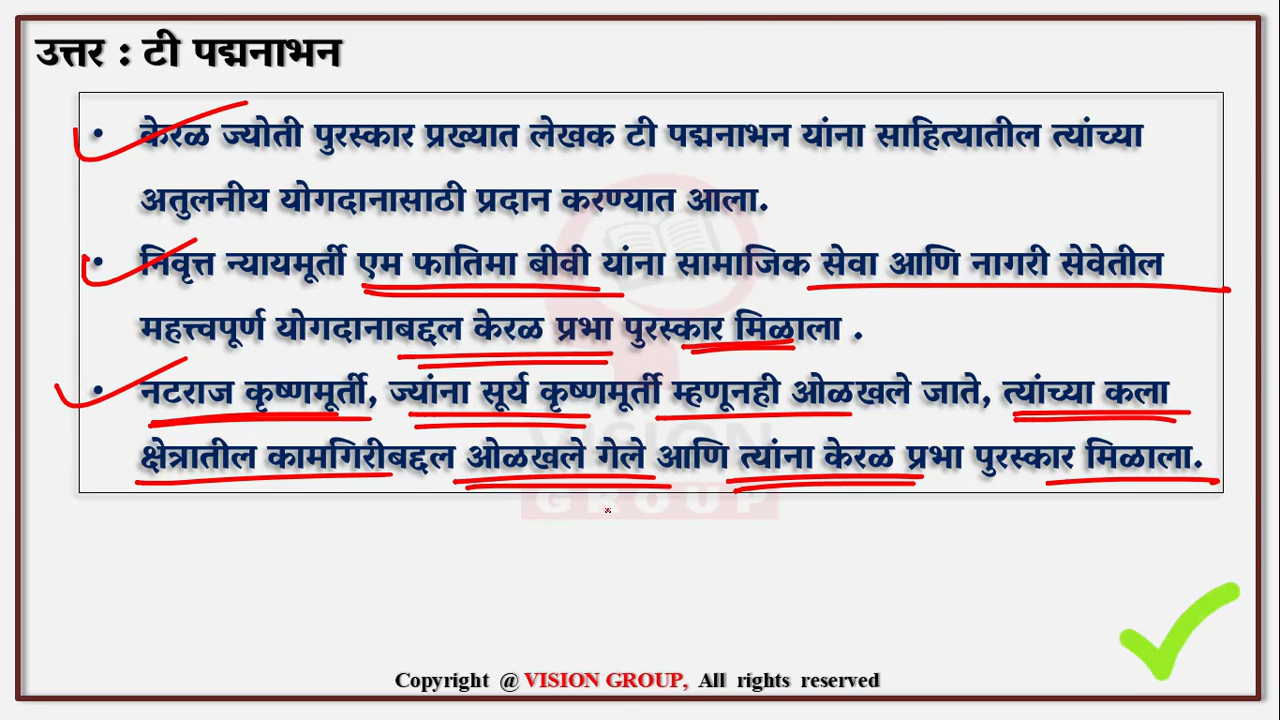 उत्तर : टी पद्मनाभन
• केरळ ज्योती पुरस्कार प्रख्यात लेखक टी पद्मनाभन यांना साहित्यातील त्यांच्या
अतुलनीय योगदानासाठी प्रदान करण्यात आला.
• निवृत्त न्यायमूर्ती एम फातिमा बीवी यांना सामाजिक सेवा आणि नागरी सेवेतील
महत्त्वपूर्ण योगदानाबद्दल केरळ प्रभा पुरस्कार मिळाला .
• नटराज कृष्णमूर्ती, ज्यांना सूर्य कृष्णमूर्ती म्हणूनही ओळखले जाते, त्यांच्या कला
क्षेत्रातील कामगिरीबद्दल ओळखले गेले आणि त्यांना केरळ प्रभा पुरस्कार मिळाला.
VISION
GROUP
Copyright @ VISION GROUP, All rights reserved